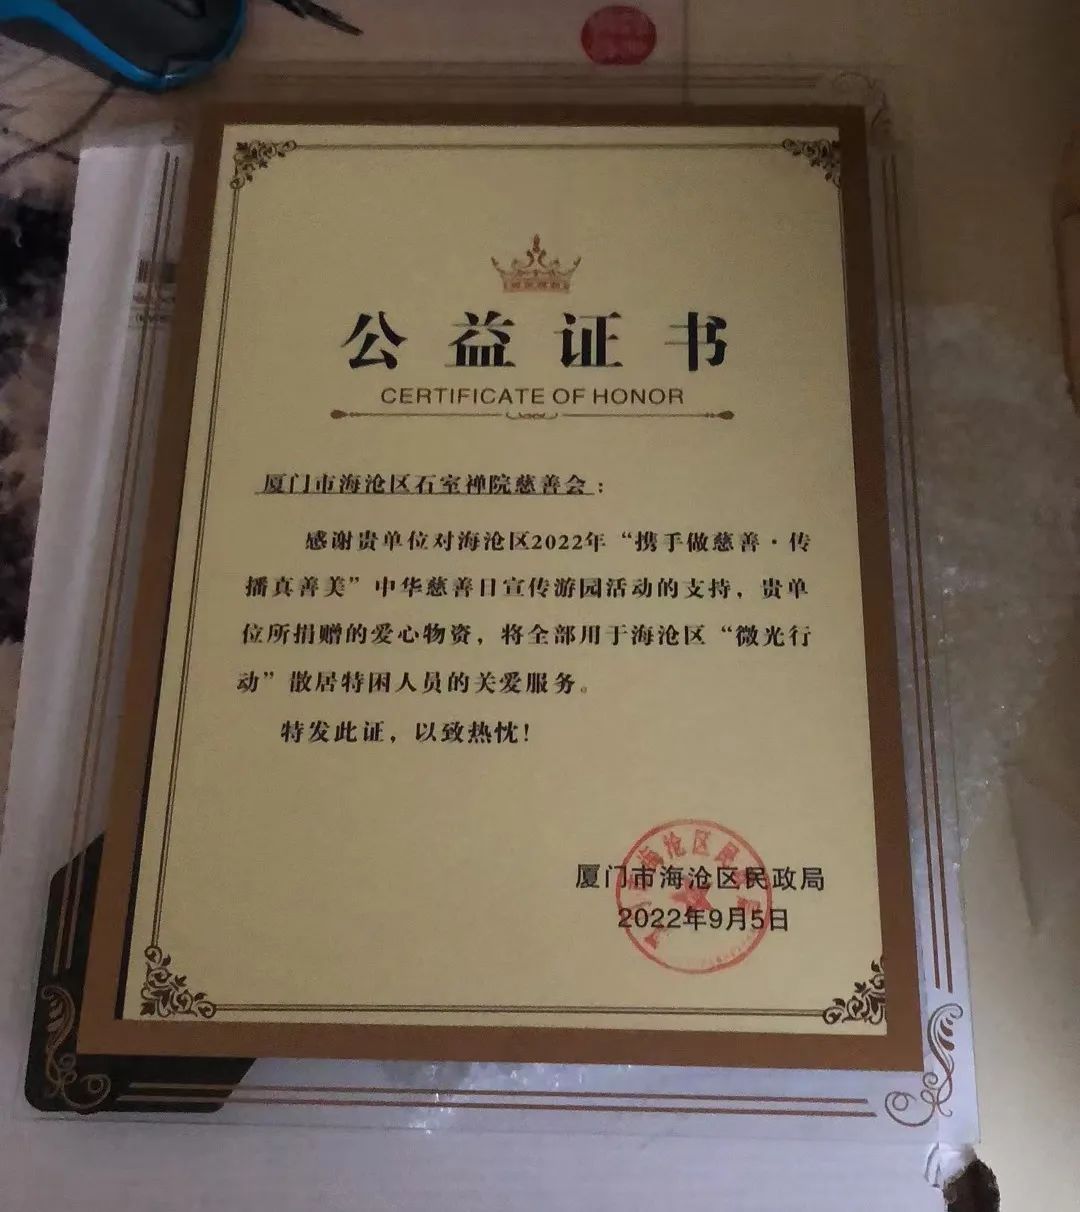 公益证书
CERTIFICATE OF HONOR
厦门市海沧区石室禅院慈善会：
感谢贵单位对海沧区2022年“携手做慈善·传
播真善美”中华慈善日宣传游园活动的支持，贵单
位所捐赠的爱心物资，将全部用于海沧区“微光行
动”散居特困人员的关爱服务。
特发此证，以致热忱！
厦门市海沧区民政局
2022年9月5日